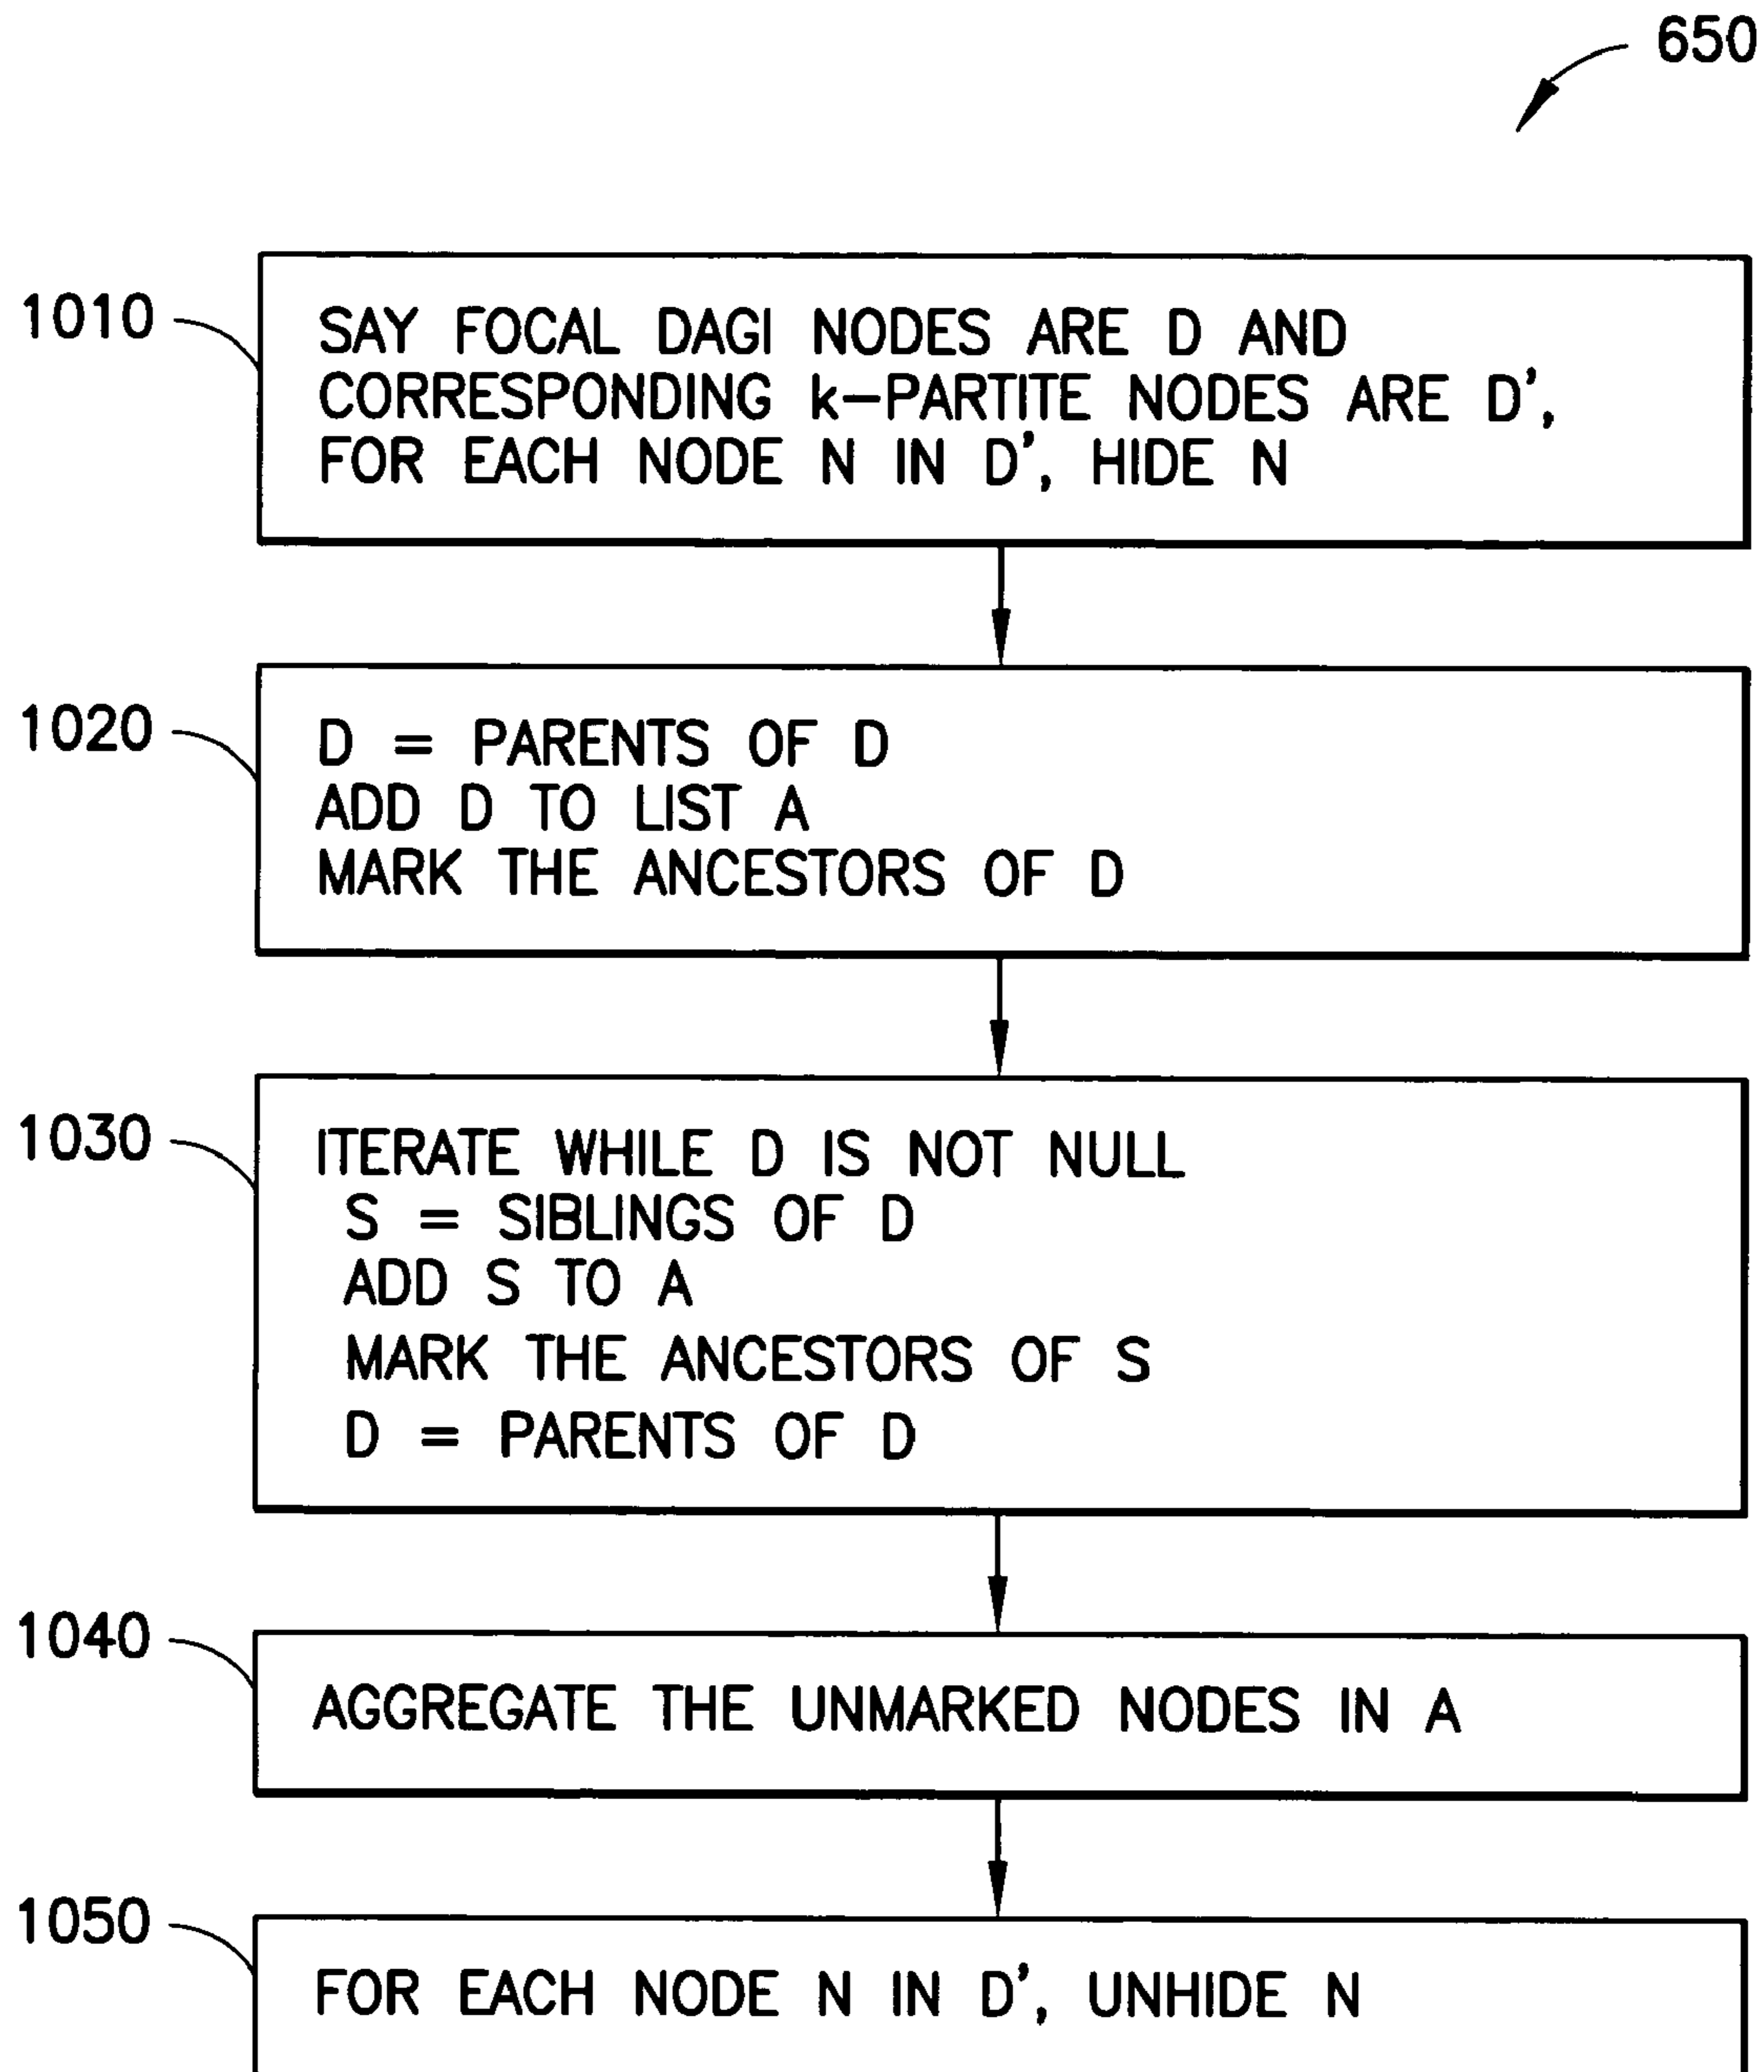 650
1010
SAY FOCAL DAGI NODES ARE D AND
CORRESPONDING k-PARTITE NODES ARE D',
FOR EACH NODE N IN D', HIDE N
1020
D = PARENTS OF D
ADD D TO LIST A
MARK THE ANCESTORS OF D
1030
ITERATE WHILE D IS NOT NULL
S = SIBLINGS OF D
ADD S TO A
MARK THE ANCESTORS OF S
D = PARENTS OF D
1040
AGGREGATE THE UNMARKED NODES IN A
1050
FOR EACH NODE N IN D', UNHIDE N